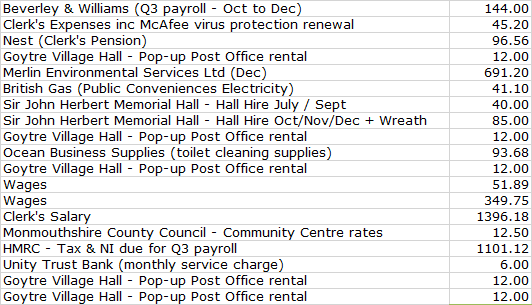 Beverley & Williams (Q3 payroll - Oct to Dec) 144.00
Clerk's Expenses inc McAfee virus protection renewal 45.20
Nest (Clerk's Pension) 96.56
Goytre Village Hall - Pop-up Post Office rental 12.00
Merlin Environmental Services Ltd (Dec) 691.20
British Gas (Public Conveniences Electricity) 41.10
Sir John Herbert Memorial Hall - Hall Hire July / Sept 40.00
Sir John Herbert Memorial Hall - Hall Hire Oct/Nov/Dec + Wreath 85.00
Goytre Village Hall - Pop-up Post Office rental 12.00
Ocean Business Supplies (toilet cleaning supplies) 93.68
Goytre Village Hall - Pop-up Post Office rental 12.00
Wages 51.89
Wages 349.75
Clerk's Salary 1396.18
Monmouthshire County Council - Community Centre rates 12.50
HMRC - Tax & NI due for Q3 payroll 1101.12
Unity Trust Bank (monthly service charge) 6.00
Goytre Village Hall - Pop-up Post Office rental 12.00
Goytre Village Hall - Pop-up Post Office rental 12.00